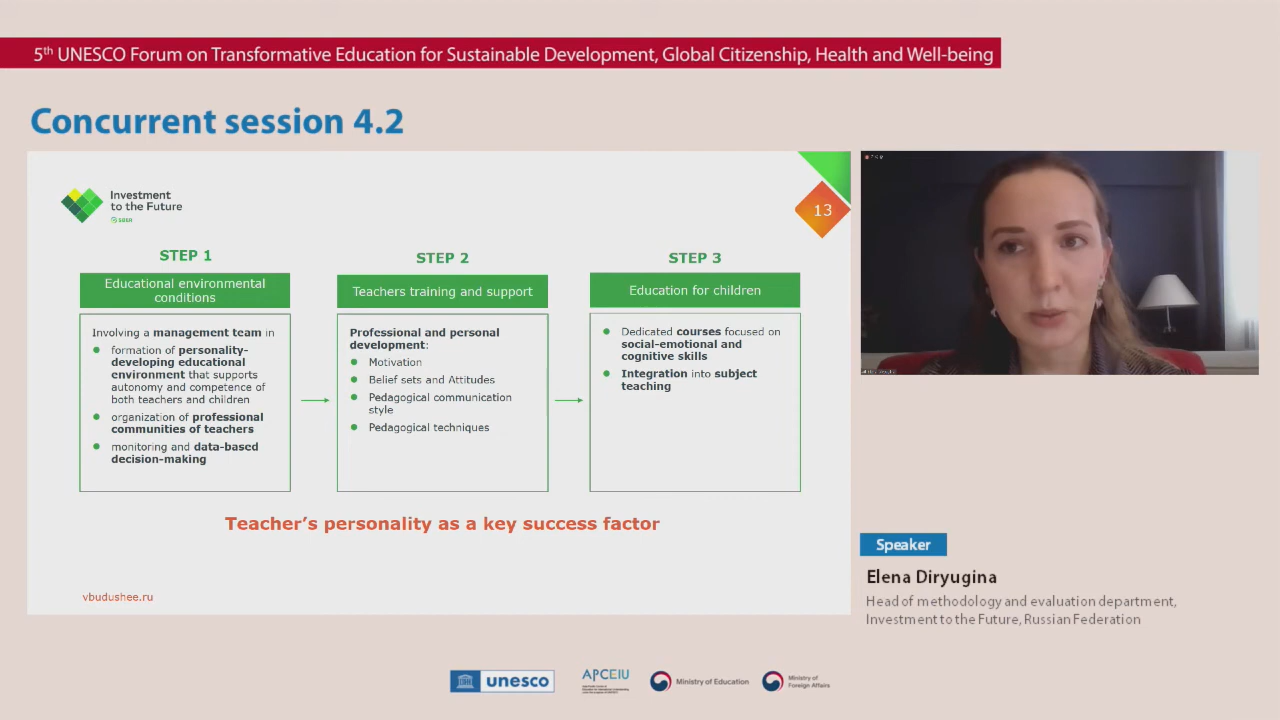 5th UNESCO Forum on Transformative Education for Sustainable Development, Global Citizenship, Health and Well-being
Concurrent session 4.2
Investment
to the Future
SBER
13
STEP 1
Educational environmental
conditions
Involving a management team in
formation of personality-
developing educational
environment that supports
autonomy and competence of
both teachers and children
organization of professional
communities of teachers
monitoring and data-based
decision-making
STEP 2
Teachers training and support
Professional and personal
development:
Motivation
Belief sets and Attitudes
Pedagogical communication
style
Pedagogical techniques
STEP 3
Education for children
Dedicated courses focused on
social-emotional and
cognitive skills
Integration into subject
teaching
Teacher's personality as a key success factor
vbudushee.ru
Speaker
Elena Diryugina
Head of methodology and evaluation department,
Investment to the Future, Russian Federation
unesco
APCEIU
Ministry of Education
Ministry of
Foreign Affairs